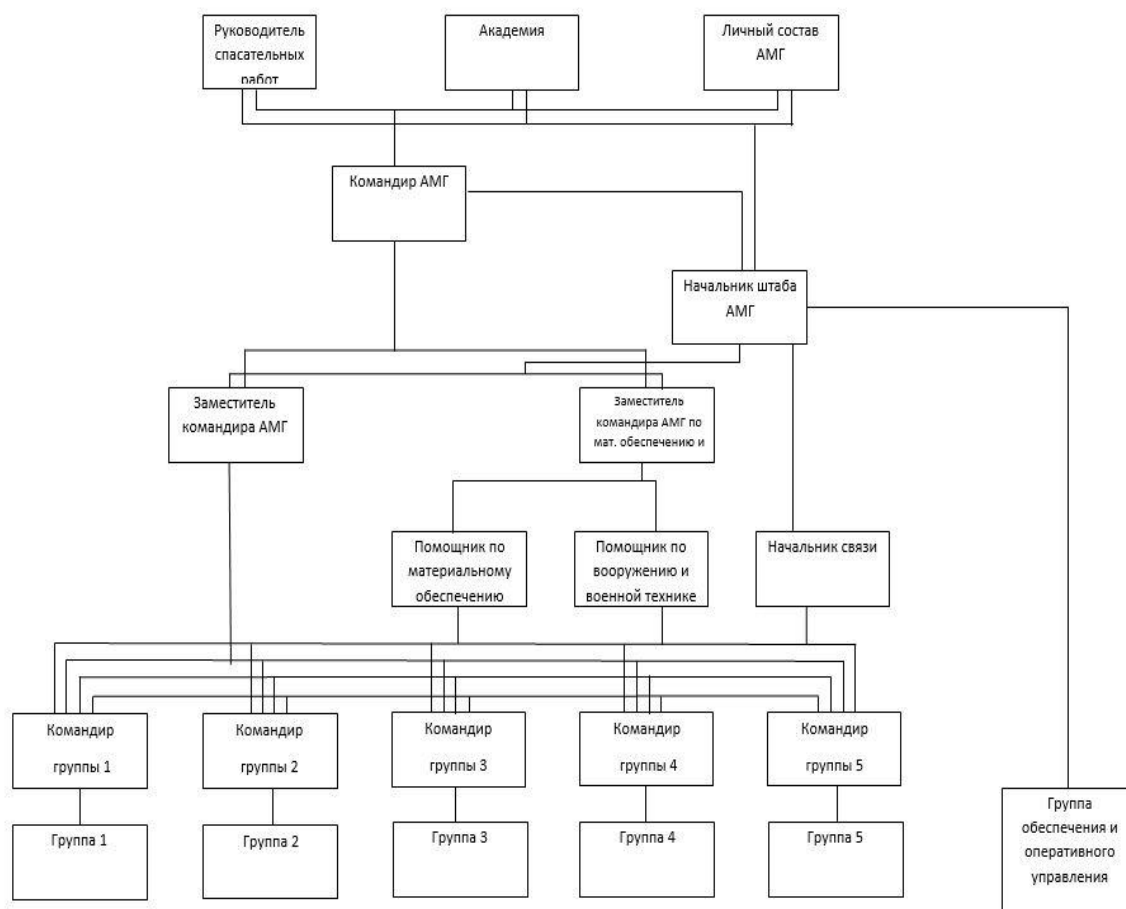 Руководитель
спасательных
работ
Академия
Личный состав
АМГ
Командир АМГ
Начальник штаба
АМГ
Заместитель
командира АМГ
Заместитель
командира АМГ по
мат. обеспечению и
Помощник по
материальному
обеспечению
Помощник по
вооружению и
военной технике
Начальник связи
Командир
группы 1
Командир
группы 2
Командир
группы 3
Командир
группы 4
Командир
группы 5
Группа 1
Группа 2
Группа 3
Группа 4
Группа 5
Группа
обеспечения и
оперативного
управления